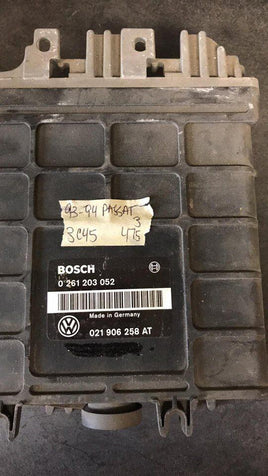 93-94 PASSAT
3
3C45 475
BOSCH
0 261 203 052
Made in Germany
021 906 258 AT